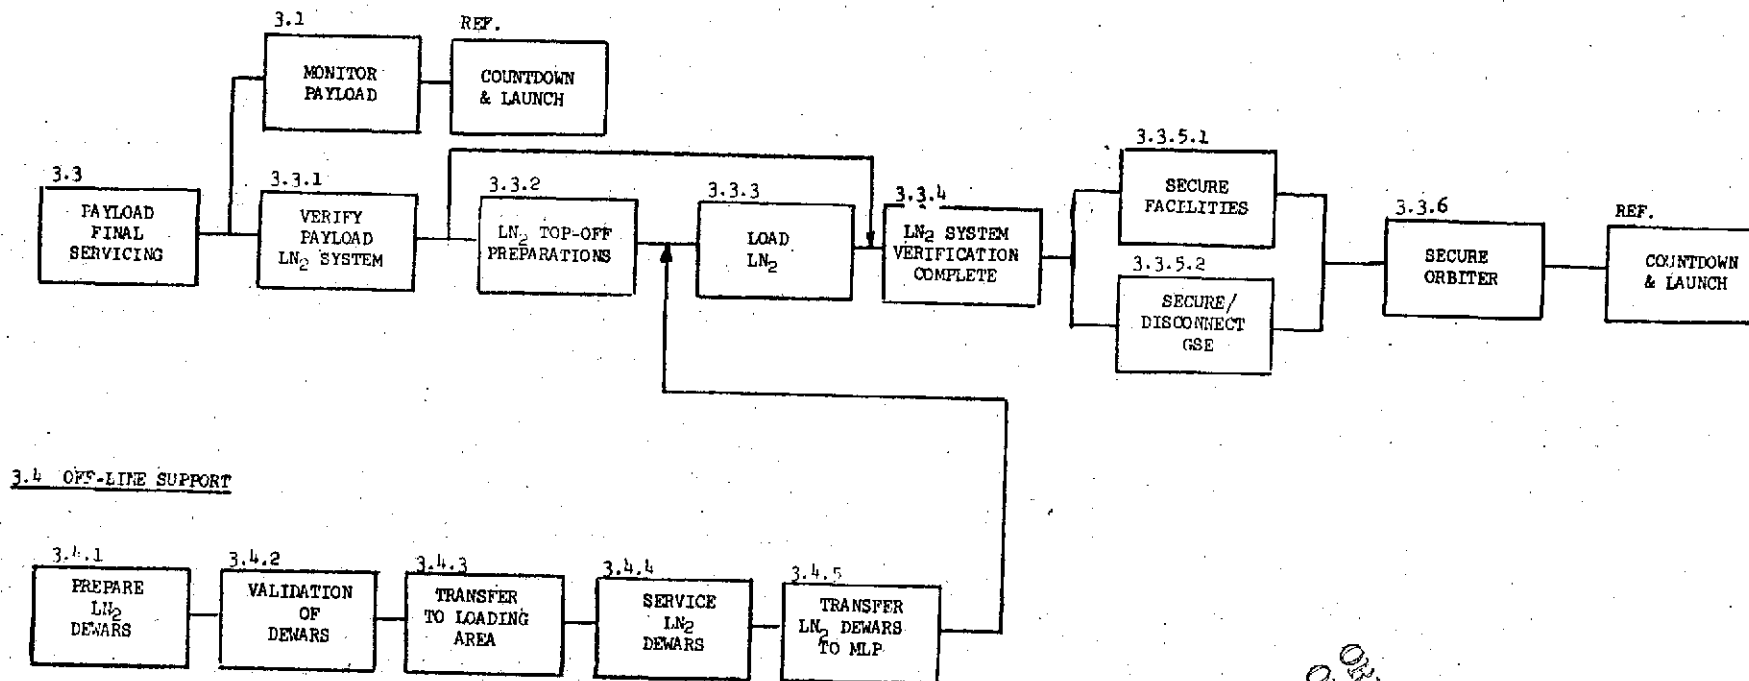 3.1
MONITOR
PAYLOAD
REF.
COUNTDOWN
& LAUNCH
3.3
PAYLOAD
FINAL
SERVICING
3.3.1
VERIFY
PAYLOAD
LN₂ SYSTEM
3.3.2
LN₂ TOP-OFF
PREPARATIONS
3.3.3
LOAD
LN₂
3.3.4
LN₂ SYSTEM
VERIFICATION
COMPLETE
3.3.5.1
SECURE
FACILITIES
3.3.5.2
SECURE/
DISCONNECT
GSE
3.3.6
SECURE
ORBITER
REF.
COUNTDOWN
& LAUNCH
3.4 OFF-LINE SUPPORT
3.4.1
PREPARE
LN₂
DEWARS
3.4.2
VALIDATION
OF
DEWARS
3.4.3
TRANSFER
TO LOADING
AREA
3.4.4
SERVICE
LN₂
DEWARS
3.4.5
TRANSFER
LN₂ DEWARS
TO MLP